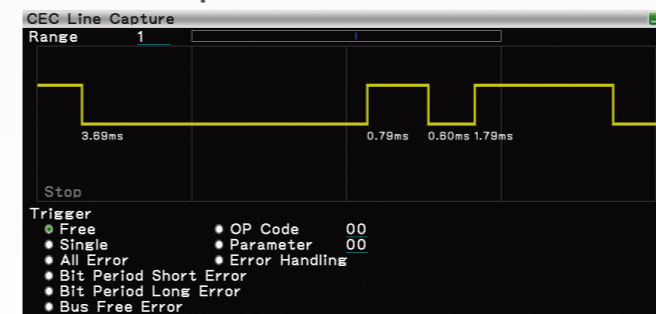 CEC Line Capture
Range 1
3.69ms 0.79ms 0.60ms 1.79ms
Stop
Trigger
Free OP Code 00
Single Parameter 00
All Error Error Handling
Bit Period Short Error
Bit Period Long Error
Bus Free Error